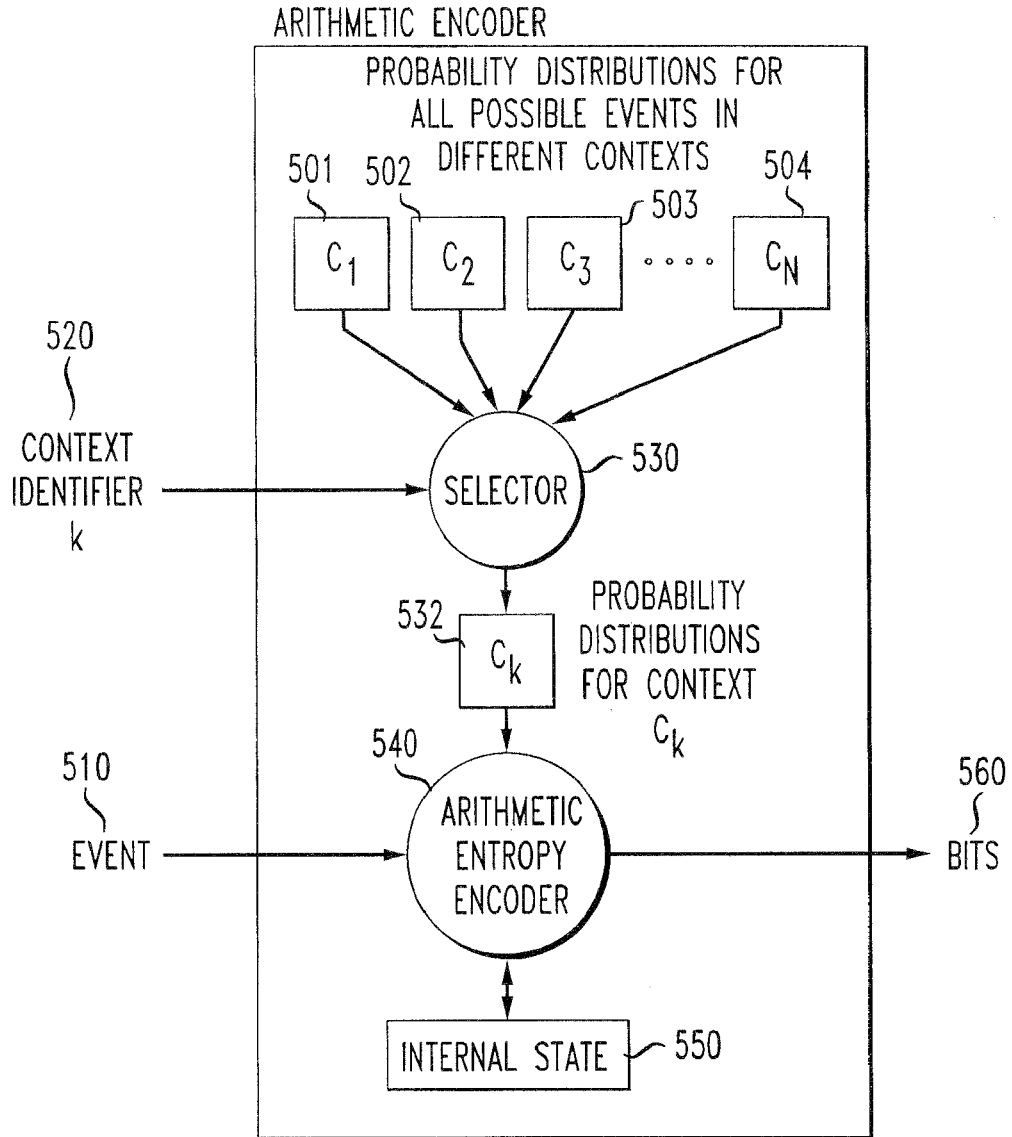 ARITHMETIC ENCODER
PROBABILITY DISTRIBUTIONS FOR
ALL POSSIBLE EVENTS IN
DIFFERENT CONTEXTS
501
502
503
504
C1
C2
C3
CN
520
CONTEXT
IDENTIFIER
k
SELECTOR
530
532
Ck
PROBABILITY
DISTRIBUTIONS
FOR CONTEXT
Ck
510
EVENT
540
ARITHMETIC
ENTROPY
ENCODER
560
BITS
INTERNAL STATE
550